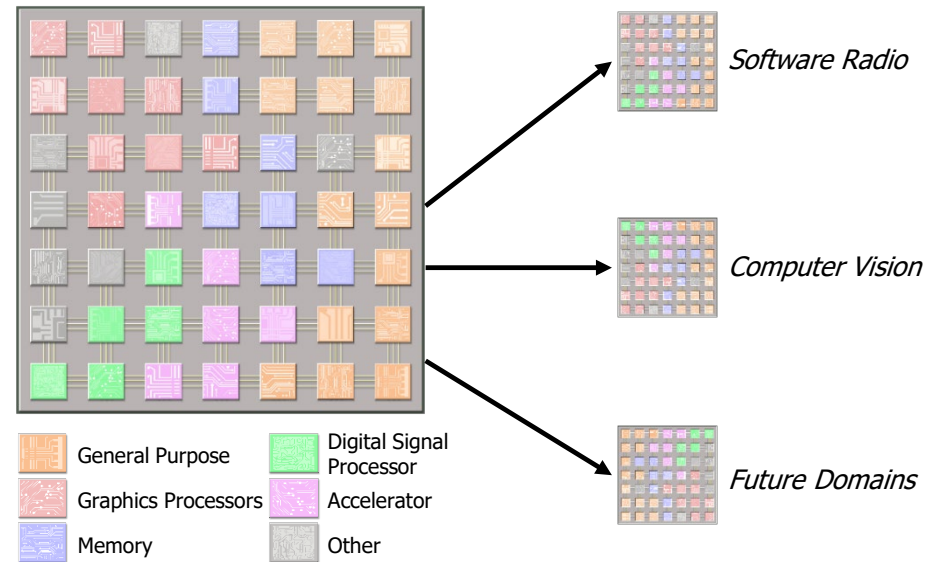 Software Radio
Computer Vision
Future Domains
General Purpose
Graphics Processors
Memory
Digital Signal
Processor
Accelerator
Other